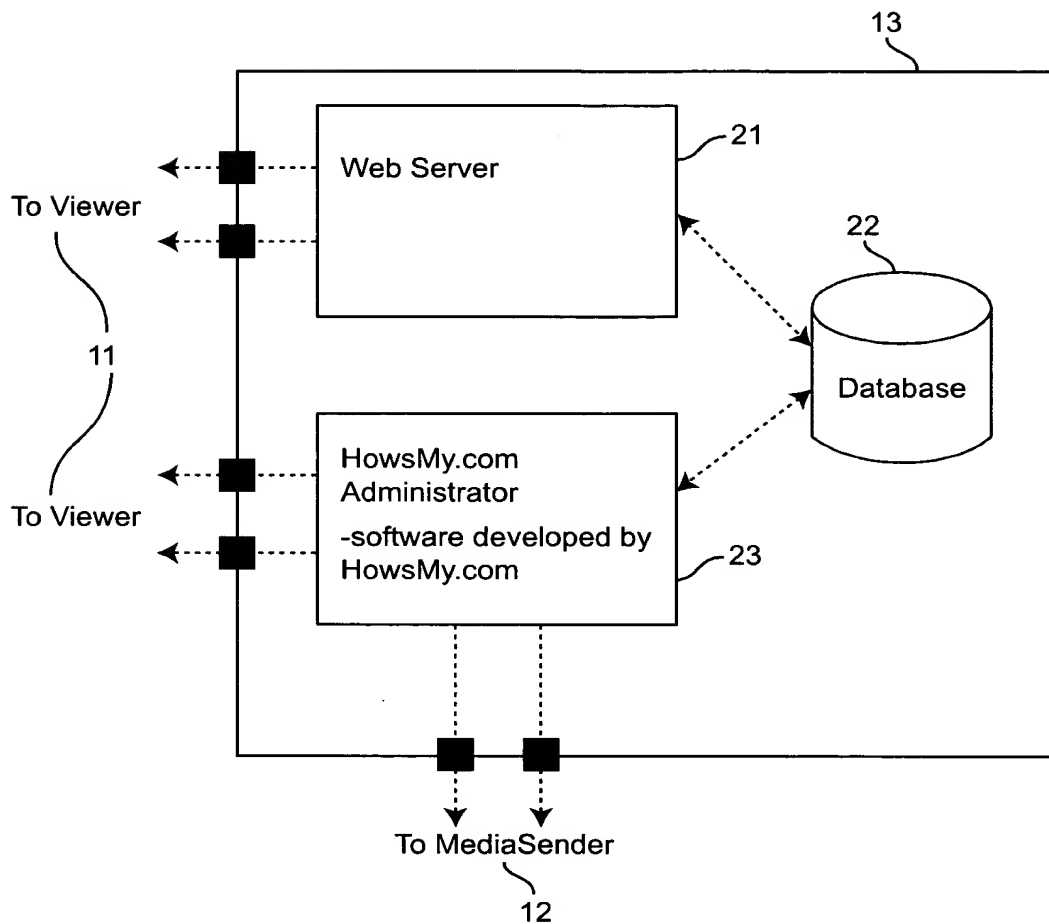 13
Web Server
21
To Viewer
22
11
Database
HowsMy.com
Administrator
To Viewer
-software developed by
HowsMy.com
23
To MediaSender
12